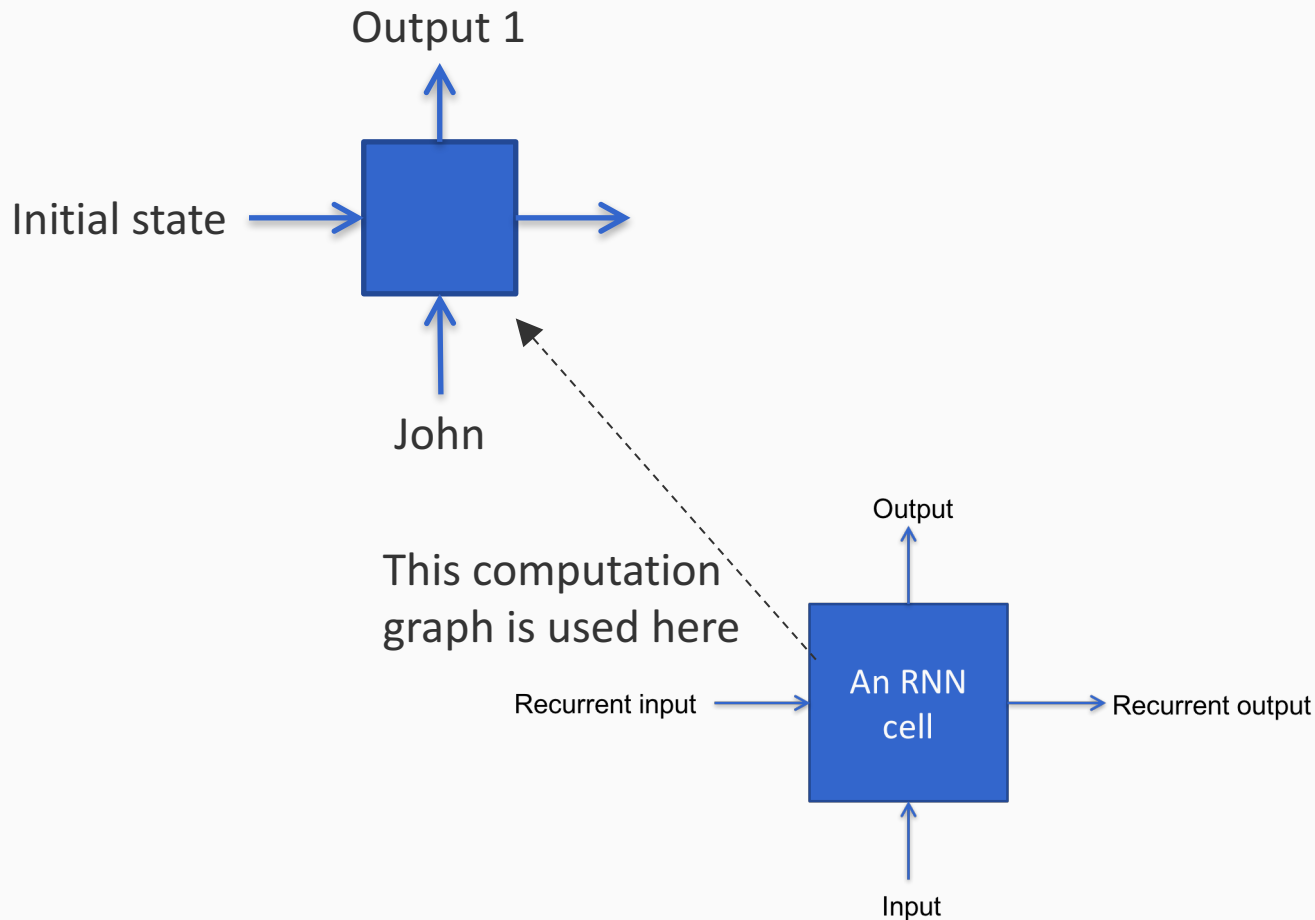 Output 1
Initial state
John
This computation
graph is used here
Output
Recurrent input
An RNN
cell
Recurrent output
Input